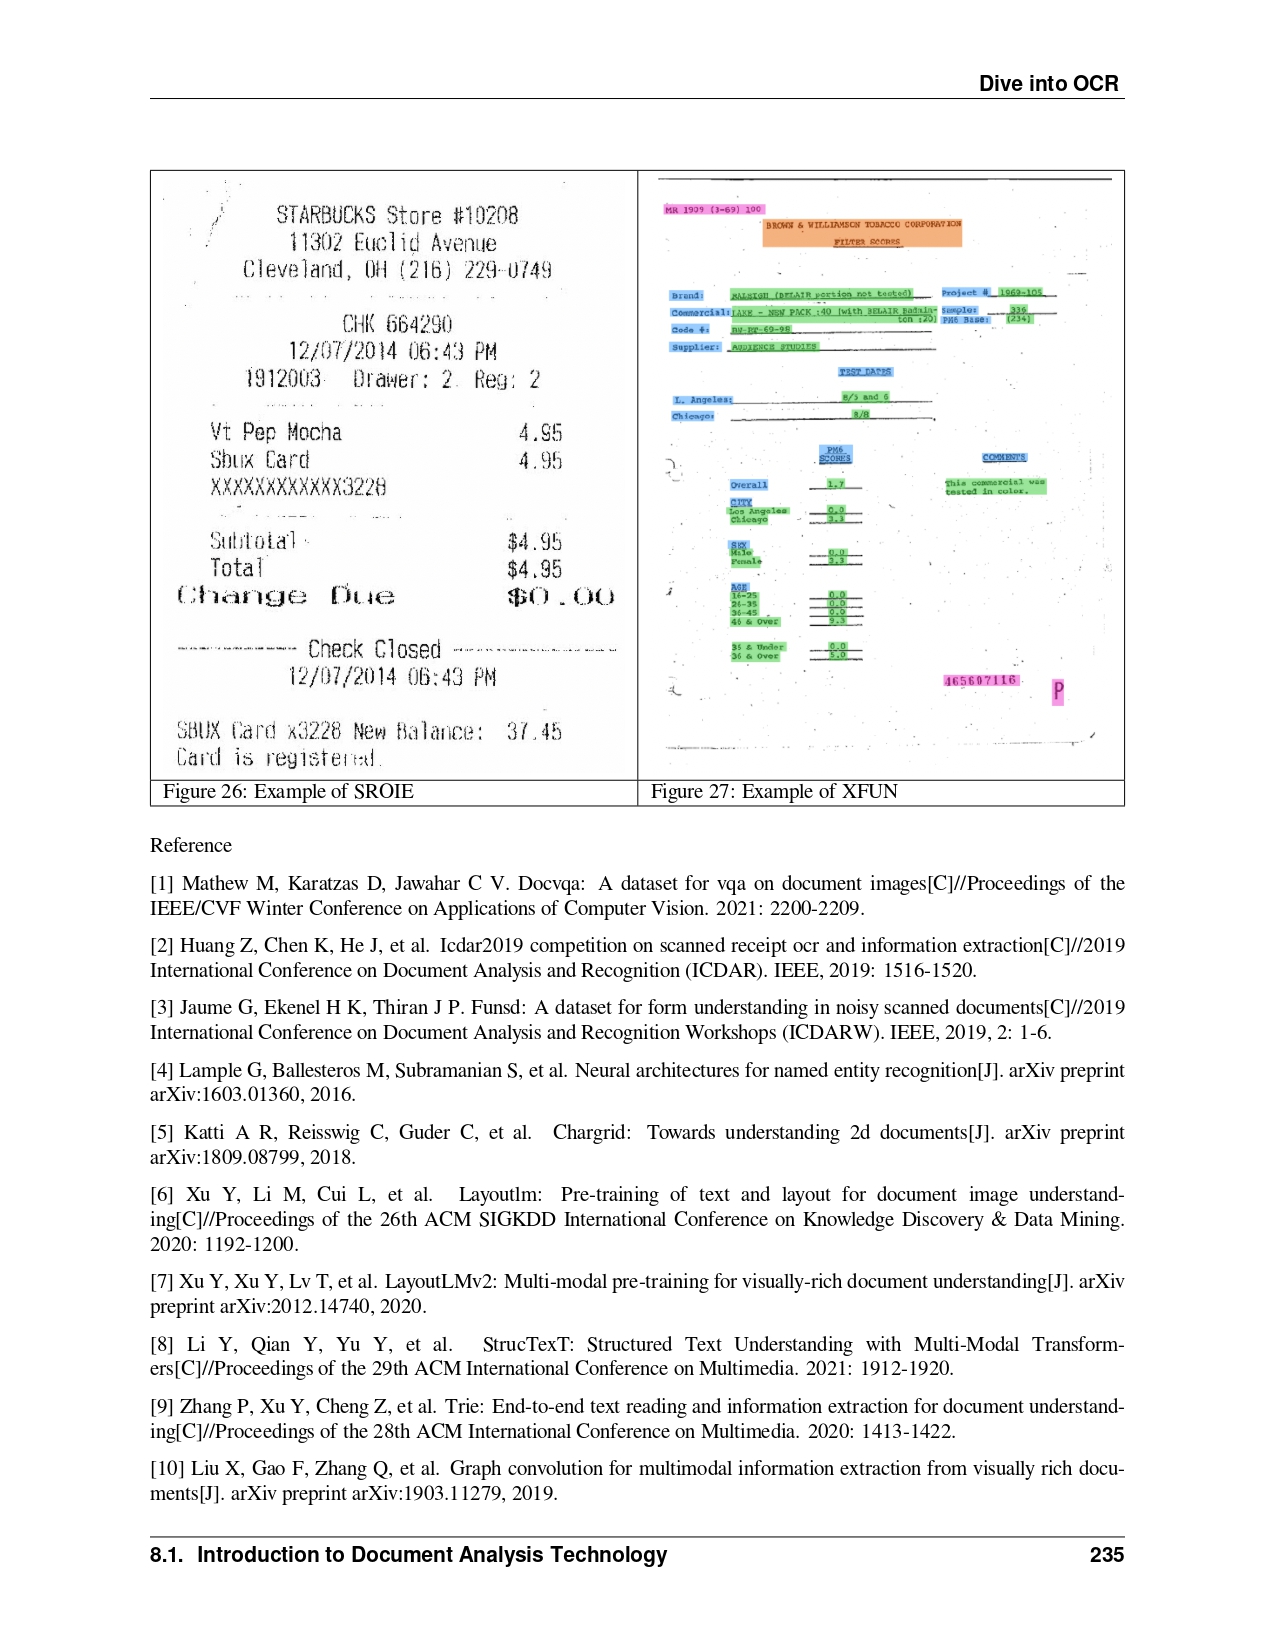 Dive into OCR
STARBUCKS Store #10208
11302 Euclid Avenue
Cleveland, OH (216) 229-0749
CHK 664290
12/07/2014 06:43 PM
1912003 Drawer: 2 Reg: 2
Vt Pep Mocha 4.95
Sbux Card 4.95
XXXXXXXXXXXX3228
Subtotal $4.95
Total $4.95
Change Due $0.00
Check Closed
12/07/2014 06:43 PM
SBUX Card x3228 New Balance: 37.45
Card is registered.
MR 1909 (3-69) 100
BROWN & WILLIAMSON TOBACCO CORPORATION
FILTER SCORES
Brand: RALEIGH (BELAIR portion not tested) Project # 1969-105
Commercial: LAKE - NEW PACK :40 (with BELAIR Badmin- Sample: 336
ton :20) PM6 Base: (234)
Code #: RW-RF-69-98
Supplier: AUDIENCE STUDIES
TEST DATES
L. Angeles: 8/5 and 6
Chicago: 8/8
PM6
SCORES COMMENTS
Overall 1.7 This commercial was
tested in color.
CITY
Los Angeles 0.0
Chicago 3.3
SEX
Male 0.0
Female 3.3
AGE
16-25 0.0
26-35 0.0
36-45 0.0
46 & Over 9.3
35 & Under 0.0
36 & Over 5.0
465607116
P
Figure 26: Example of SROIE
Figure 27: Example of XFUN
Reference
[1] Mathew M, Karatzas D, Jawahar C V. Docvqa: A dataset for vqa on document images[C]//Proceedings of the
IEEE/CVF Winter Conference on Applications of Computer Vision. 2021: 2200-2209.
[2] Huang Z, Chen K, He J, et al. Icdar2019 competition on scanned receipt ocr and information extraction[C]//2019
International Conference on Document Analysis and Recognition (ICDAR). IEEE, 2019: 1516-1520.
[3] Jaume G, Ekenel H K, Thiran J P. Funsd: A dataset for form understanding in noisy scanned documents[C]//2019
International Conference on Document Analysis and Recognition Workshops (ICDARW). IEEE, 2019, 2: 1-6.
[4] Lample G, Ballesteros M, Subramanian S, et al. Neural architectures for named entity recognition[J]. arXiv preprint
arXiv:1603.01360, 2016.
[5] Katti A R, Reisswig C, Guder C, et al. Chargrid: Towards understanding 2d documents[J]. arXiv preprint
arXiv:1809.08799, 2018.
[6] Xu Y, Li M, Cui L, et al. Layoutlm: Pre-training of text and layout for document image understand-
ing[C]//Proceedings of the 26th ACM SIGKDD International Conference on Knowledge Discovery & Data Mining.
2020: 1192-1200.
[7] Xu Y, Xu Y, Lv T, et al. LayoutLMv2: Multi-modal pre-training for visually-rich document understanding[J]. arXiv
preprint arXiv:2012.14740, 2020.
[8] Li Y, Qian Y, Yu Y, et al. StrucTexT: Structured Text Understanding with Multi-Modal Transform-
ers[C]//Proceedings of the 29th ACM International Conference on Multimedia. 2021: 1912-1920.
[9] Zhang P, Xu Y, Cheng Z, et al. Trie: End-to-end text reading and information extraction for document understand-
ing[C]//Proceedings of the 28th ACM International Conference on Multimedia. 2020: 1413-1422.
[10] Liu X, Gao F, Zhang Q, et al. Graph convolution for multimodal information extraction from visually rich docu-
ments[J]. arXiv preprint arXiv:1903.11279, 2019.
8.1. Introduction to Document Analysis Technology 235